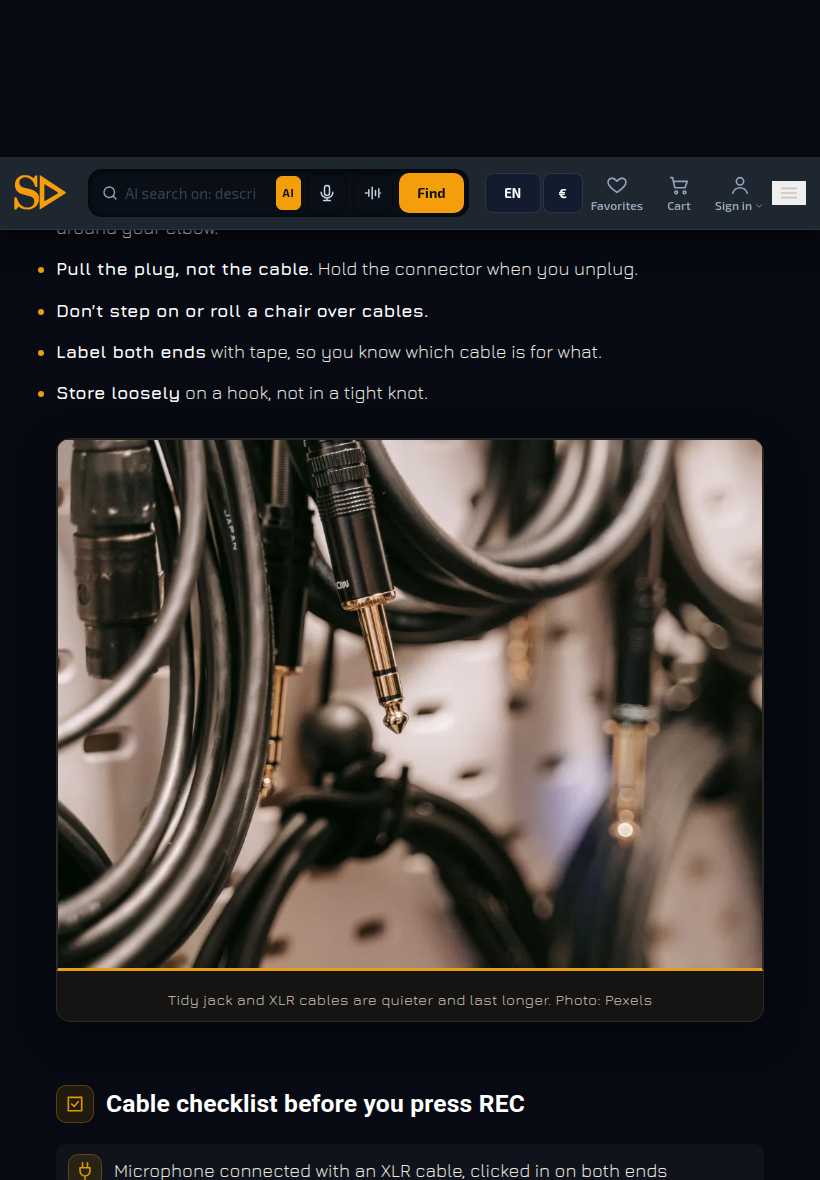 SD
AI search on: descri
AI
Find
EN
€
Favorites
Cart
Sign in
around your elbow.
Pull the plug, not the cable. Hold the connector when you unplug.
Don't step on or roll a chair over cables.
Label both ends with tape, so you know which cable is for what.
Store loosely on a hook, not in a tight knot.
JAPAN
Tidy jack and XLR cables are quieter and last longer. Photo: Pexels
Cable checklist before you press REC
Microphone connected with an XLR cable, clicked in on both ends